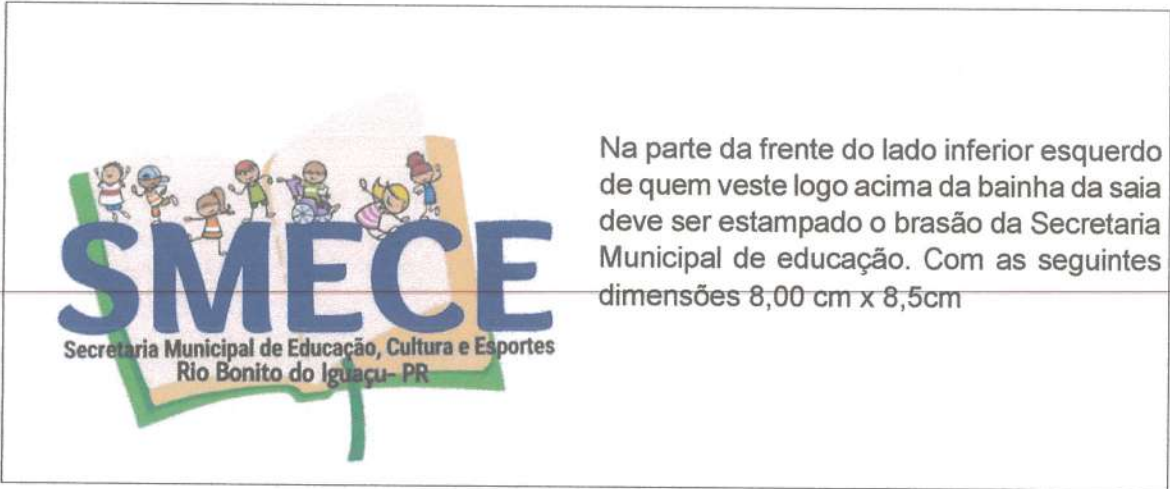 SMECE
Secretaria Municipal de Educação, Cultura e Esportes
Rio Bonito do Iguaçu- PR
Na parte da frente do lado inferior esquerdo
de quem veste logo acima da bainha da saia
deve ser estampado o brasão da Secretaria
Municipal de educação. Com as seguintes
dimensões 8,00 cm x 8,5cm